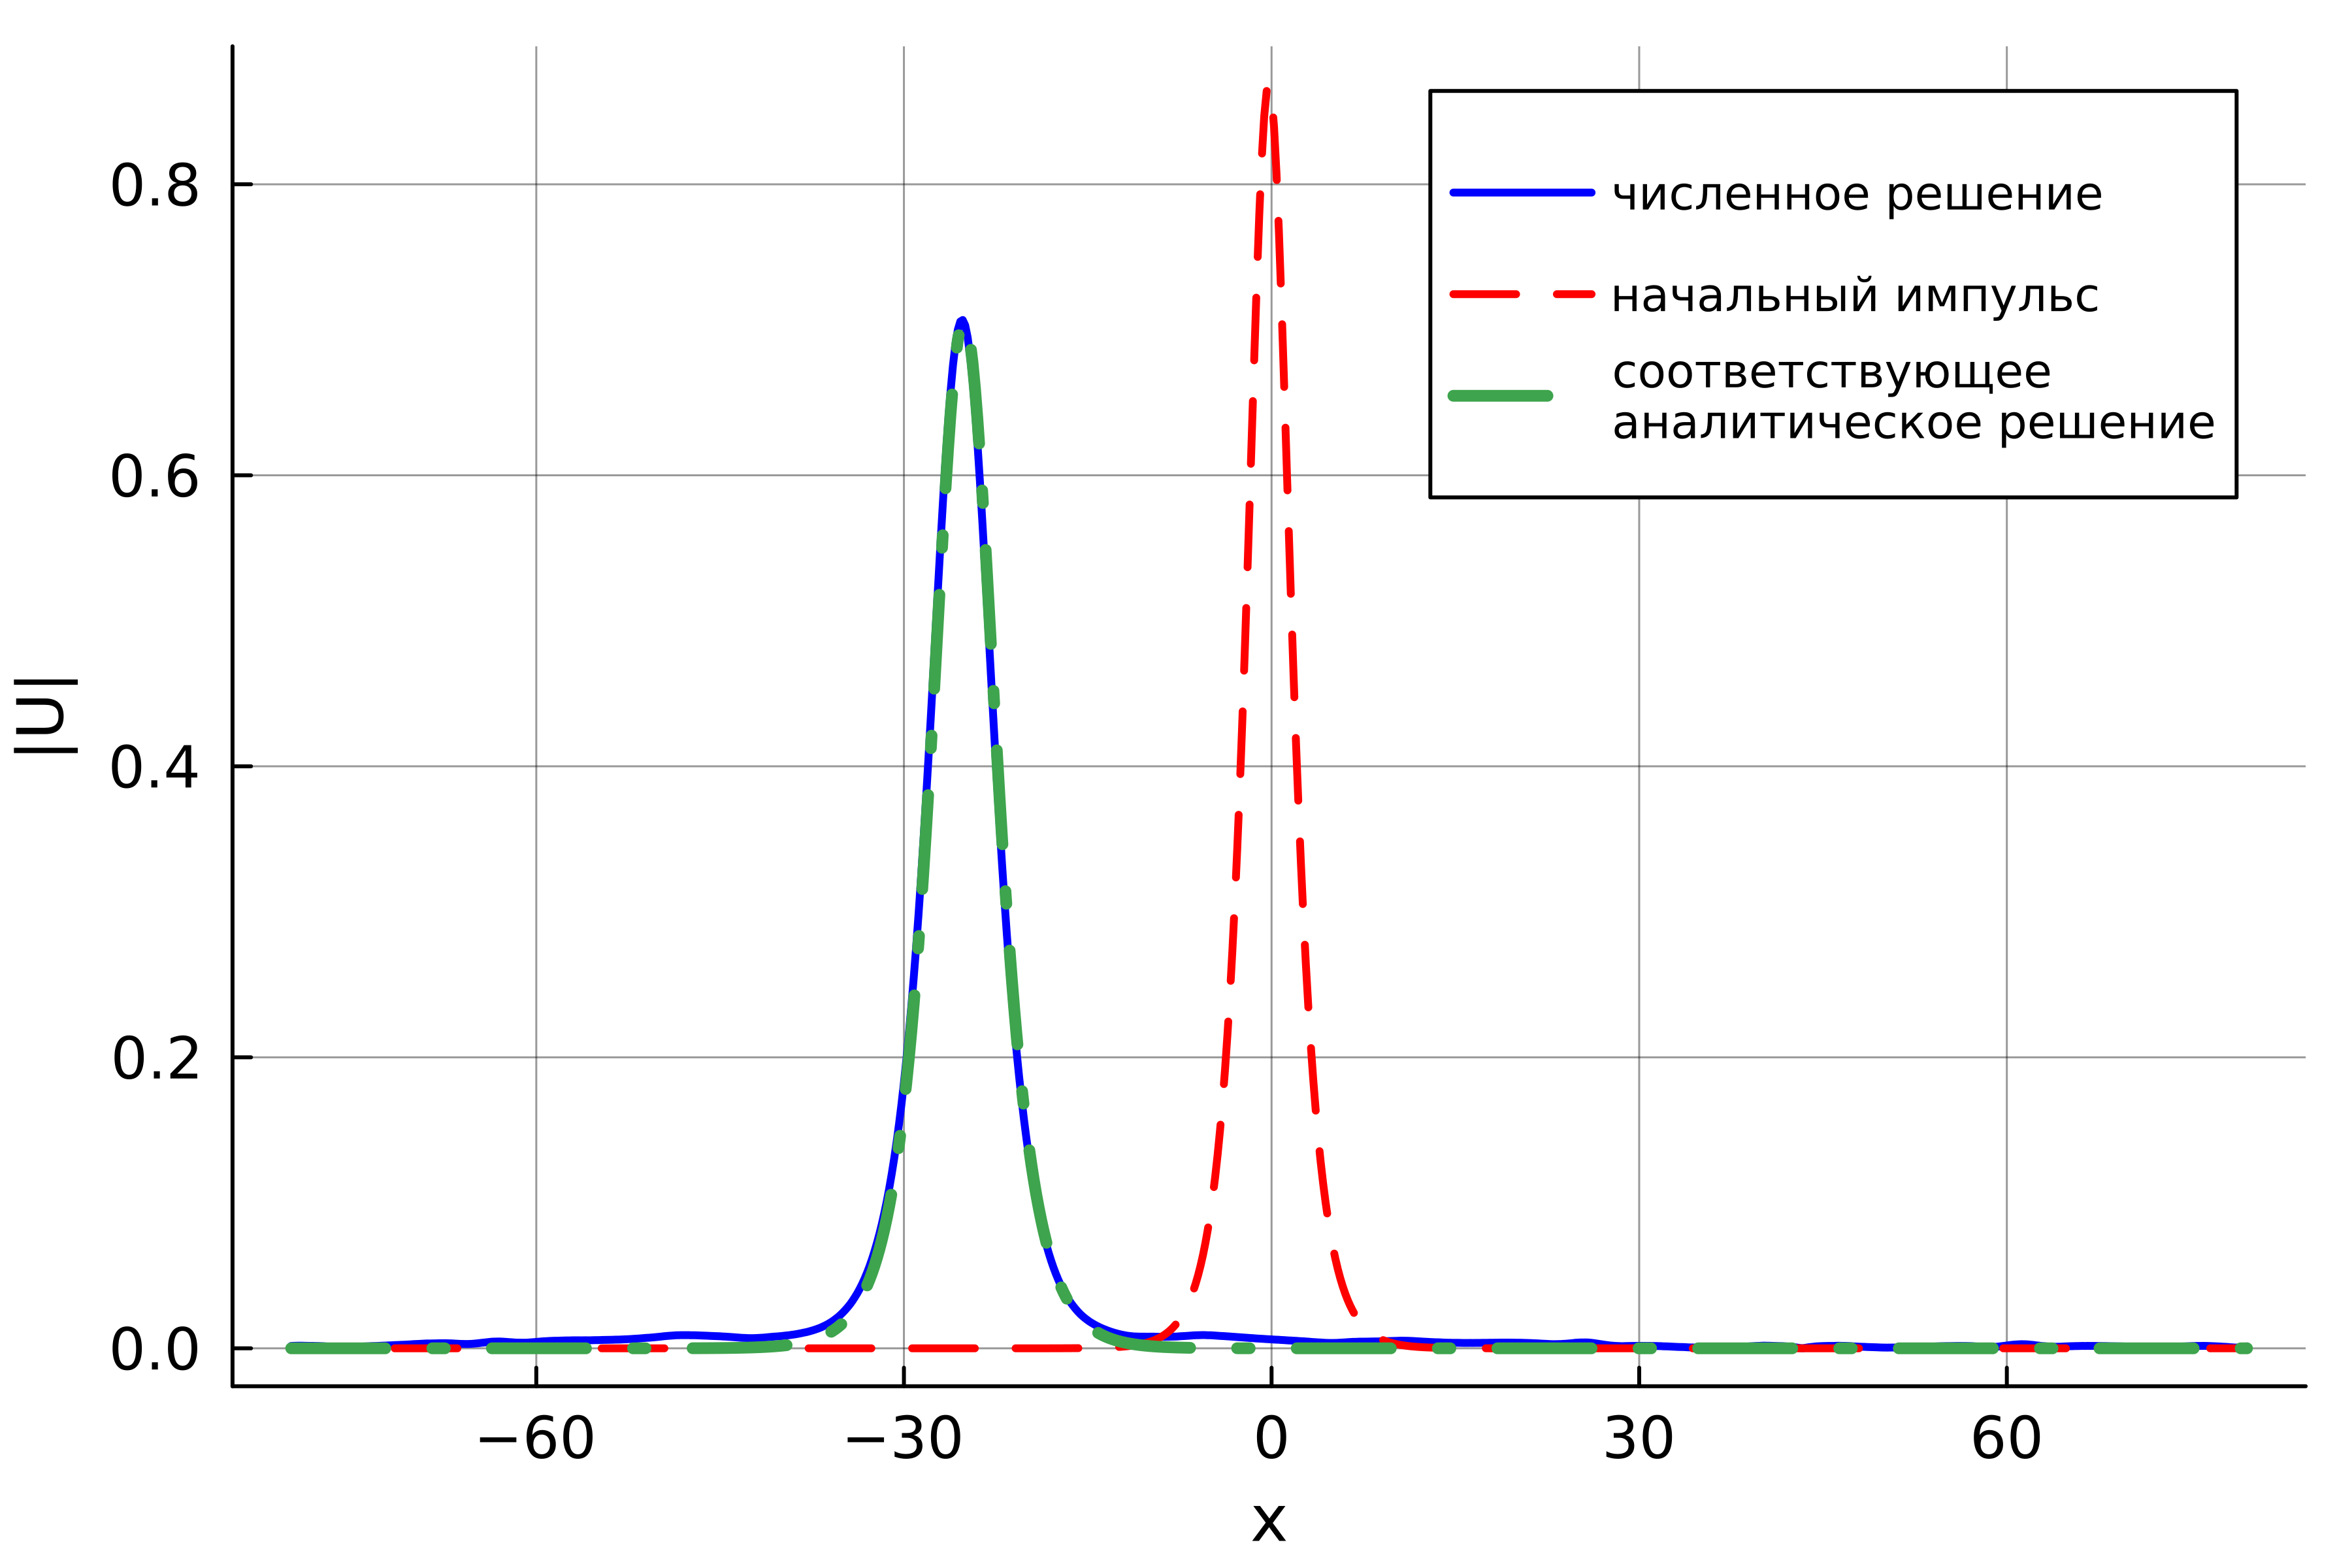 численное решение
начальный импульс
соответствующее
аналитическое решение
0.8
0.6
0.4
0.2
0.0
|U|
−60
−30
0
30
60
x